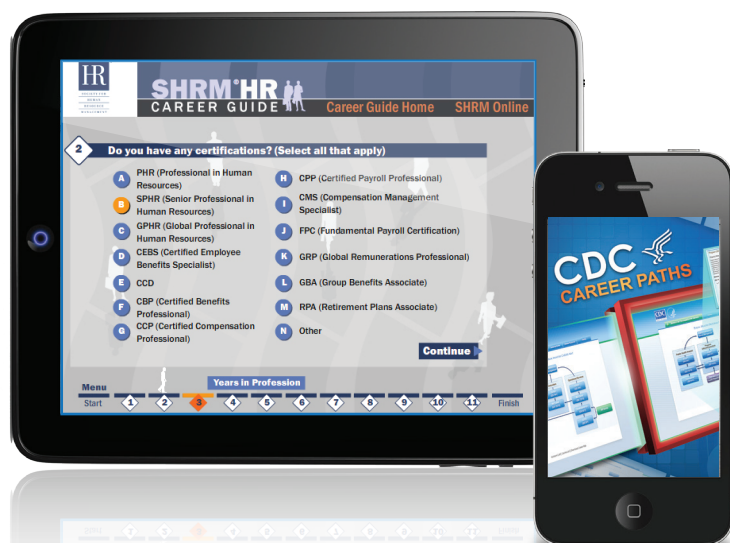 HR
SOCIETY FOR
HUMAN
RESOURCE
MANAGEMENT
SHRM®HR
CAREER GUIDE
Career Guide Home
SHRM Online
2
Do you have any certifications? (Select all that apply)
A
PHR (Professional in Human
Resources)
B
SPHR (Senior Professional in
Human Resources)
C
GPHR (Global Professional in
Human Resources)
D
CEBS (Certified Employee
Benefits Specialist)
E
CCD
F
CBP (Certified Benefits
Professional)
G
CCP (Certified Compensation
Professional)
H
CPP (Certified Payroll Professional)
I
CMS (Compensation Management
Specialist)
J
FPC (Fundamental Payroll Certification)
K
GRP (Global Remunerations Professional)
L
GBA (Group Benefits Associate)
M
RPA (Retirement Plans Associate)
N
Other
Continue
Menu
Years in Profession
Start
1
2
3
4
5
6
7
8
9
10
11
Finish
CDC
CAREER PATHS